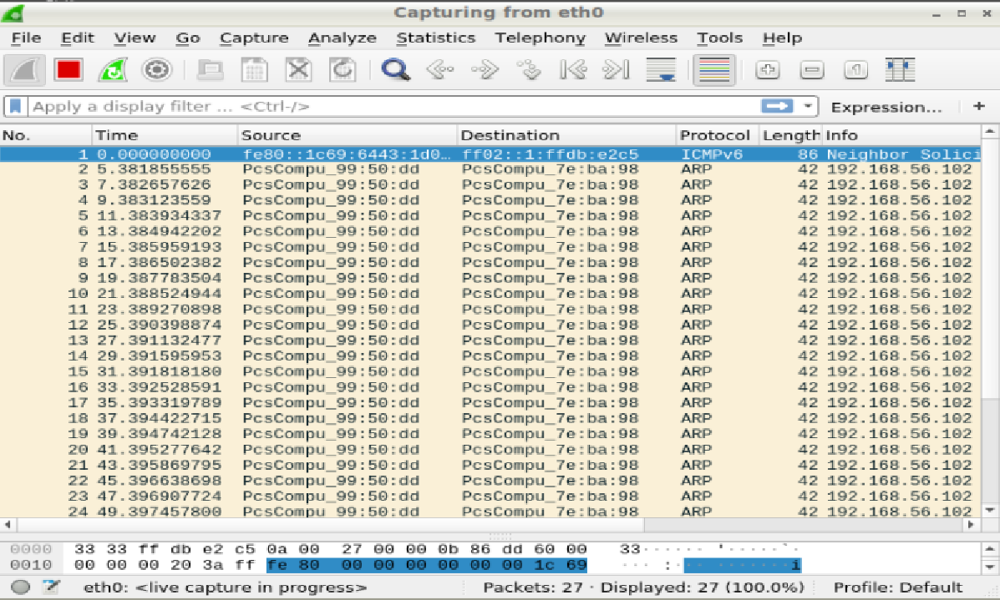 Capturing from eth0
File Edit View Go Capture Analyze Statistics Telephony Wireless Tools Help
Apply a display filter ... <Ctrl-/> Expression... +
No. Time Source Destination Protocol Length Info
1 0.000000000 fe80::1c69:6443:1d0… ff02::1:ffdb:e2c5 ICMPv6 86 Neighbor Solici
2 5.381855555 PcsCompu_99:50:dd PcsCompu_7e:ba:98 ARP 42 192.168.56.102
3 7.382657626 PcsCompu_99:50:dd PcsCompu_7e:ba:98 ARP 42 192.168.56.102
4 9.383123559 PcsCompu_99:50:dd PcsCompu_7e:ba:98 ARP 42 192.168.56.102
5 11.383934337 PcsCompu_99:50:dd PcsCompu_7e:ba:98 ARP 42 192.168.56.102
6 13.384942202 PcsCompu_99:50:dd PcsCompu_7e:ba:98 ARP 42 192.168.56.102
7 15.385959193 PcsCompu_99:50:dd PcsCompu_7e:ba:98 ARP 42 192.168.56.102
8 17.386502382 PcsCompu_99:50:dd PcsCompu_7e:ba:98 ARP 42 192.168.56.102
9 19.387783504 PcsCompu_99:50:dd PcsCompu_7e:ba:98 ARP 42 192.168.56.102
10 21.388524944 PcsCompu_99:50:dd PcsCompu_7e:ba:98 ARP 42 192.168.56.102
11 23.389270898 PcsCompu_99:50:dd PcsCompu_7e:ba:98 ARP 42 192.168.56.102
12 25.390398874 PcsCompu_99:50:dd PcsCompu_7e:ba:98 ARP 42 192.168.56.102
13 27.391132477 PcsCompu_99:50:dd PcsCompu_7e:ba:98 ARP 42 192.168.56.102
14 29.391595953 PcsCompu_99:50:dd PcsCompu_7e:ba:98 ARP 42 192.168.56.102
15 31.391818180 PcsCompu_99:50:dd PcsCompu_7e:ba:98 ARP 42 192.168.56.102
16 33.392528591 PcsCompu_99:50:dd PcsCompu_7e:ba:98 ARP 42 192.168.56.102
17 35.393319789 PcsCompu_99:50:dd PcsCompu_7e:ba:98 ARP 42 192.168.56.102
18 37.394422715 PcsCompu_99:50:dd PcsCompu_7e:ba:98 ARP 42 192.168.56.102
19 39.394742128 PcsCompu_99:50:dd PcsCompu_7e:ba:98 ARP 42 192.168.56.102
20 41.395277642 PcsCompu_99:50:dd PcsCompu_7e:ba:98 ARP 42 192.168.56.102
21 43.395869795 PcsCompu_99:50:dd PcsCompu_7e:ba:98 ARP 42 192.168.56.102
22 45.396638698 PcsCompu_99:50:dd PcsCompu_7e:ba:98 ARP 42 192.168.56.102
23 47.396907724 PcsCompu_99:50:dd PcsCompu_7e:ba:98 ARP 42 192.168.56.102
24 49.397457800 PcsCompu_99:50:dd PcsCompu_7e:ba:98 ARP 42 192.168.56.102
0000 33 33 ff db e2 c5 0a 00 27 00 00 0b 86 dd 60 00 33······ '·····`·
0010 00 00 00 20 3a ff fe 80 00 00 00 00 00 00 1c 69 ··· :·· ·······i
eth0: <live capture in progress> Packets: 27 · Displayed: 27 (100.0%) Profile: Default